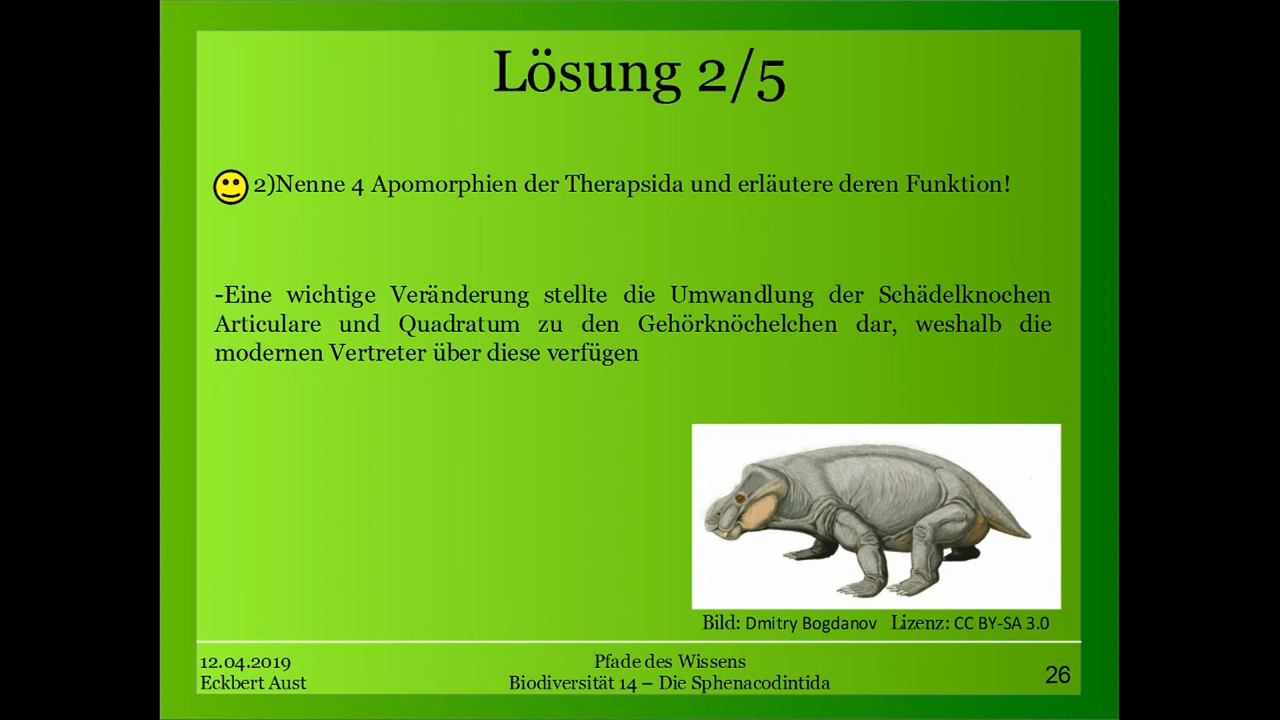 Lösung 2/5
2)Nenne 4 Apomorphien der Therapsida und erläutere deren Funktion!
-Eine wichtige Veränderung stellte die Umwandlung der Schädelknochen
Articulare und Quadratum zu den Gehörknöchelchen dar, weshalb die
modernen Vertreter über diese verfügen
Bild: Dmitry Bogdanov Lizenz: CC BY-SA 3.0
12.04.2019
Eckbert Aust
Pfade des Wissens
Biodiversität 14 – Die Sphenacodintida
26